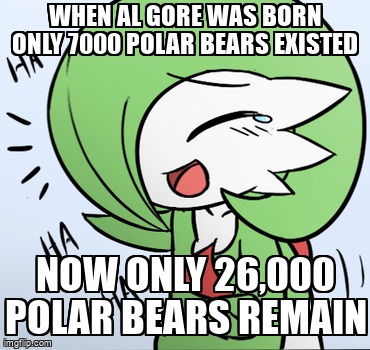 WHEN AL GORE WAS BORN
ONLY 7000 POLAR BEARS EXISTED
HA
HA
HA
NOW ONLY 26,000
POLAR BEARS REMAIN
imgflip.com